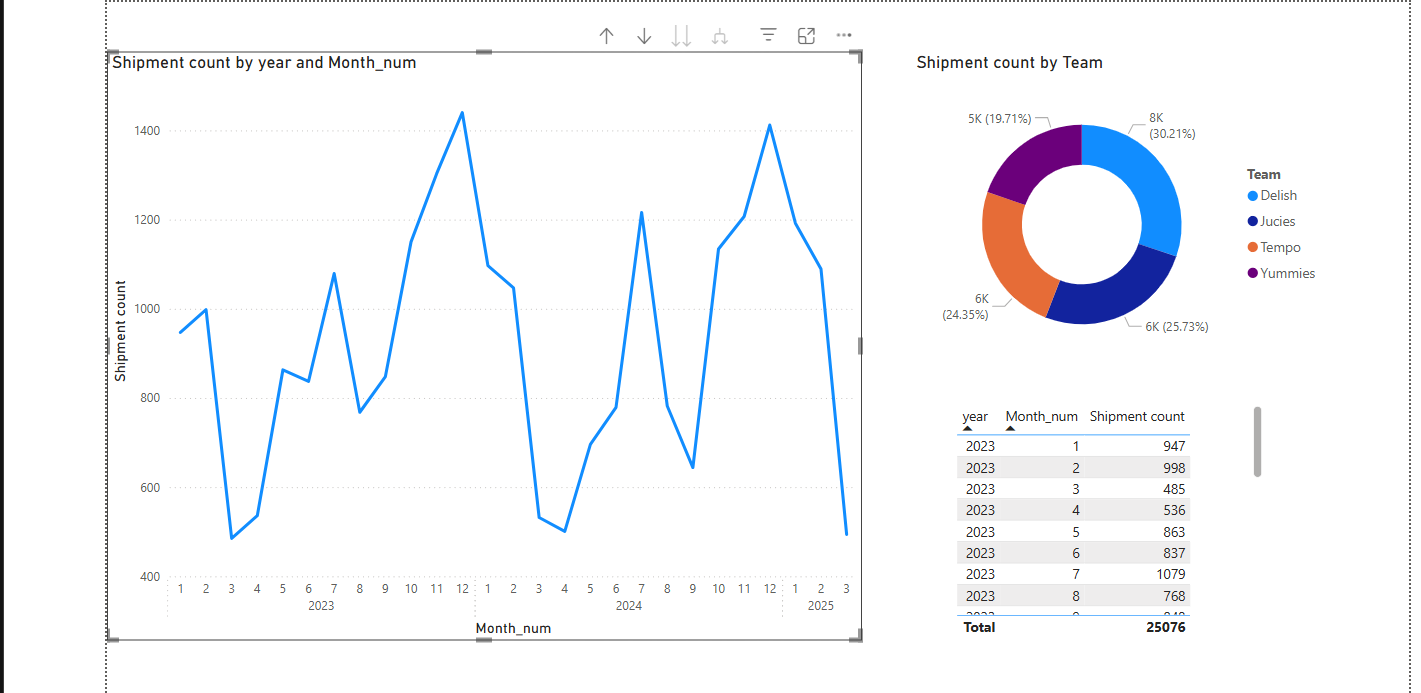 Shipment count by year and Month_num
Shipment count
1400
1200
1000
800
600
400
1 2 3 4 5 6 7 8 9 10 11 12 1 2 3 4 5 6 7 8 9 10 11 12 1 2 3
2023 2024 2025
Month_num
Shipment count by Team
5K (19.71%)
8K
(30.21%)
6K
(24.35%)
6K (25.73%)
Team
Delish
Jucies
Tempo
Yummies
year Month_num Shipment count
2023 1 947
2023 2 998
2023 3 485
2023 4 536
2023 5 863
2023 6 837
2023 7 1079
2023 8 768
Total 25076